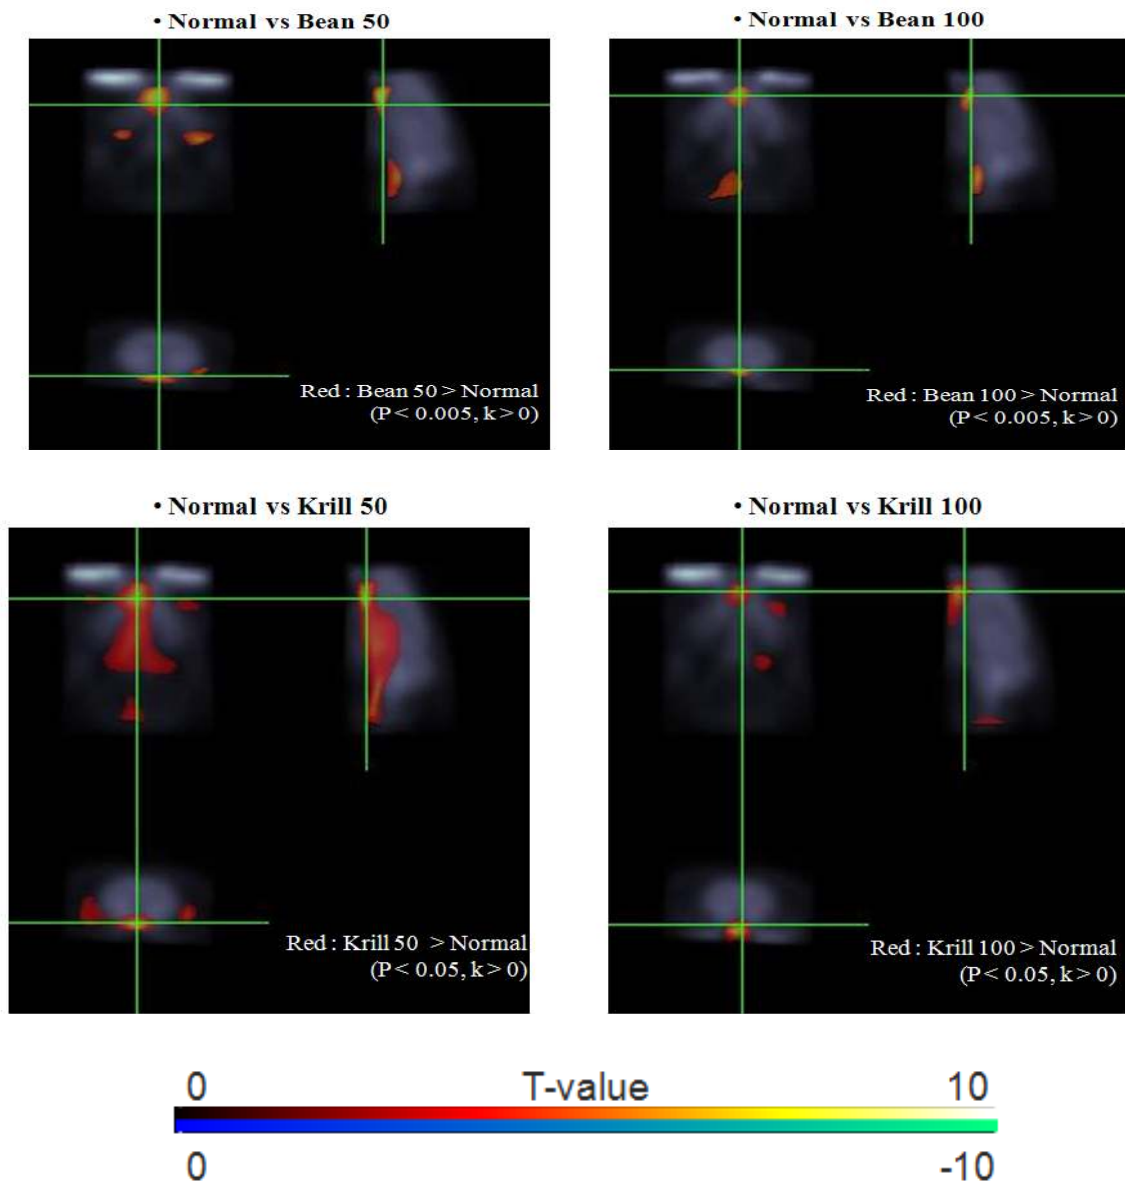 • Normal vs Bean 50
• Normal vs Bean 100
Red : Bean 50 > Normal
(P < 0.005, k > 0)
Red : Bean 100 > Normal
(P < 0.005, k > 0)
• Normal vs Krill 50
• Normal vs Krill 100
Red : Krill 50 > Normal
(P < 0.05, k > 0)
Red : Krill 100 > Normal
(P < 0.05, k > 0)
0 T-value 10
0 -10